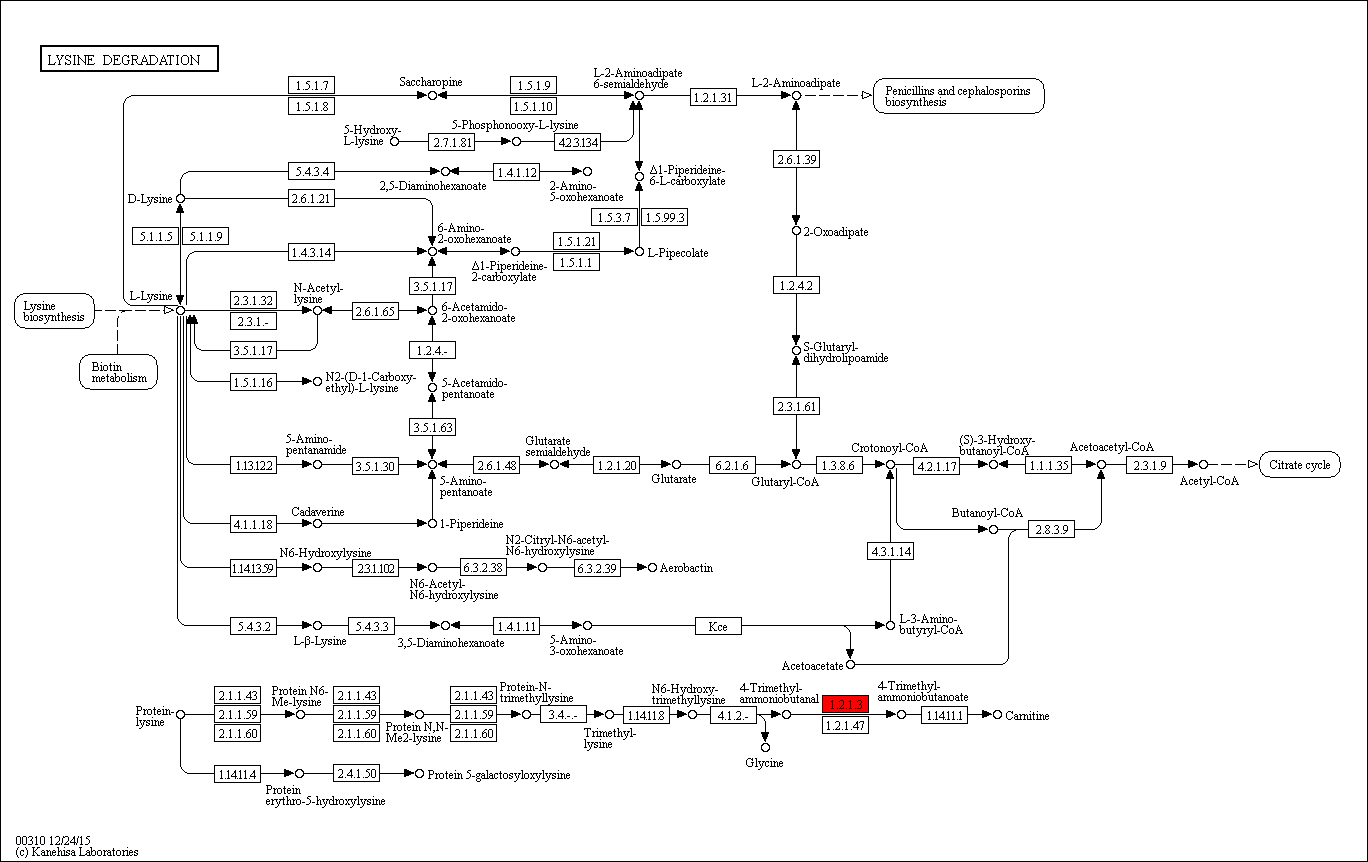 LYSINE DEGRADATION
1.5.1.7
1.5.1.8
Saccharopine
1.5.1.9
1.5.1.10
L-2-Aminoadipate
6-semialdehyde
1.2.1.31
L-2-Aminoadipate
Penicillins and cephalosporins
biosynthesis
5-Hydroxy-
L-lysine
2.7.1.81
5-Phosphonooxy-L-lysine
4.2.3.134
2.6.1.39
5.4.3.4
2,5-Diaminohexanoate
1.4.1.12
2-Amino-
5-oxohexanoate
Δ1-Piperideine-
6-L-carboxylate
D-Lysine
2.6.1.21
1.5.3.7
1.5.99.3
5.1.1.5
5.1.1.9
6-Amino-
2-oxohexanoate
2-Oxoadipate
1.4.3.14
1.5.1.21
1.5.1.1
L-Pipecolate
Δ1-Piperideine-
2-carboxylate
1.2.4.2
3.5.1.17
L-Lysine
2.3.1.32
2.3.1.-
N-Acetyl-
lysine
2.6.1.65
6-Acetamido-
2-oxohexanoate
Lysine
biosynthesis
3.5.1.17
1.2.4.-
S-Glutaryl-
dihydrolipoamide
Biotin
metabolism
1.5.1.16
N2-(D-1-Carboxy-
ethyl)-L-lysine
5-Acetamido-
pentanoate
2.3.1.61
3.5.1.63
5-Amino-
pentanamide
1.13.12.2
3.5.1.30
2.6.1.48
Glutarate
semialdehyde
1.2.1.20
Glutarate
6.2.1.6
Glutaryl-CoA
1.3.8.6
Crotonoyl-CoA
4.2.1.17
(S)-3-Hydroxy-
butanoyl-CoA
1.1.1.35
Acetoacetyl-CoA
2.3.1.9
Acetyl-CoA
Citrate cycle
5-Amino-
pentanoate
4.1.1.18
Cadaverine
1-Piperideine
Butanoyl-CoA
2.8.3.9
4.3.1.14
1.14.13.59
N6-Hydroxylysine
2.3.1.102
N6-Acetyl-
N6-hydroxylysine
6.3.2.38
N2-Citryl-N6-acetyl-
N6-hydroxylysine
6.3.2.39
Aerobactin
5.4.3.2
L-β-Lysine
5.4.3.3
3,5-Diaminohexanoate
1.4.1.11
5-Amino-
3-oxohexanoate
Kce
L-3-Amino-
butyryl-CoA
Acetoacetate
Protein-
lysine
2.1.1.43
2.1.1.59
2.1.1.60
Protein N6-
Me-lysine
2.1.1.43
2.1.1.59
2.1.1.60
Protein N,N-
Me2-lysine
2.1.1.43
2.1.1.59
2.1.1.60
Protein-N-
trimethyllysine
3.4.-.-
Trimethyl-
lysine
1.14.11.8
N6-Hydroxy-
trimethyllysine
4.1.2.-
4-Trimethyl-
ammoniobutanal
Glycine
1.2.1.3
1.2.1.47
4-Trimethyl-
ammoniobutanoate
1.14.11.1
Carnitine
1.14.11.4
Protein
erythro-5-hydroxylysine
2.4.1.50
Protein 5-galactosyloxylysine
00310 12/24/15
(c) Kanehisa Laboratories